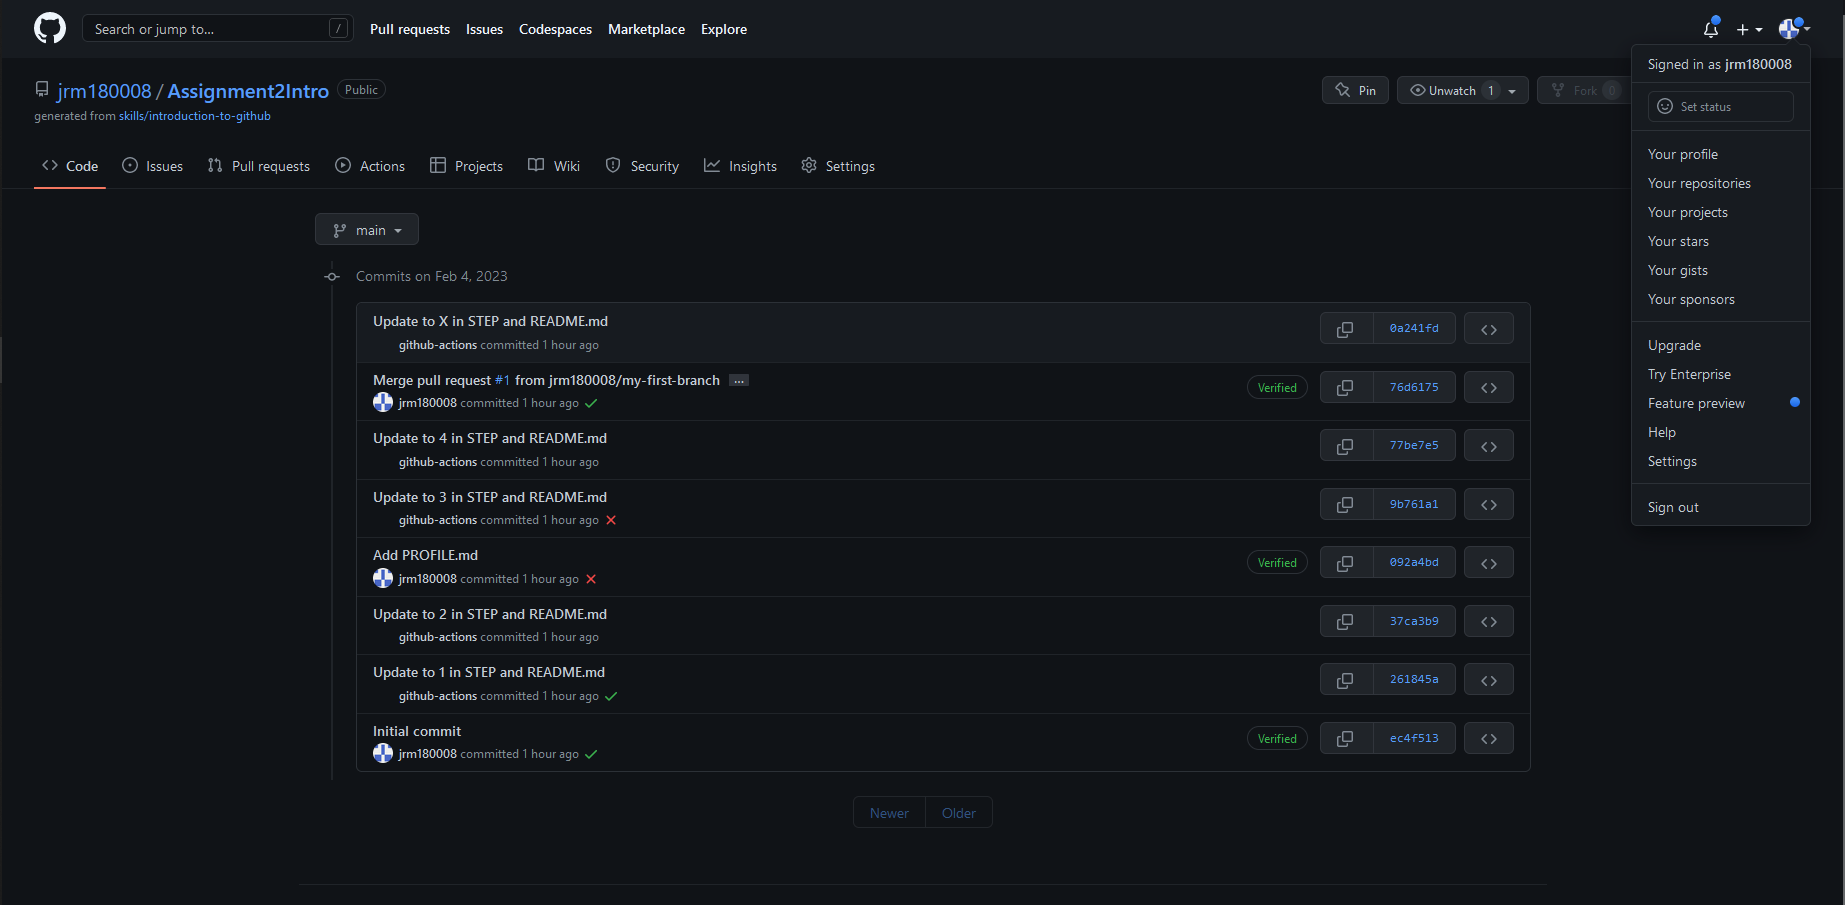 Search or jump to... / Pull requests Issues Codespaces Marketplace Explore
Signed in as jrm180008
Set status
Your profile
Your repositories
Your projects
Your stars
Your gists
Your sponsors
Upgrade
Try Enterprise
Feature preview
Help
Settings
Sign out
jrm180008 / Assignment2Intro Public
Pin Unwatch 1 Fork 0
generated from skills/introduction-to-github
Code Issues Pull requests Actions Projects Wiki Security Insights Settings
main
Commits on Feb 4, 2023
Update to X in STEP and README.md
github-actions committed 1 hour ago
0a241fd
Merge pull request #1 from jrm180008/my-first-branch ...
jrm180008 committed 1 hour ago
Verified 76d6175
Update to 4 in STEP and README.md
github-actions committed 1 hour ago
77be7e5
Update to 3 in STEP and README.md
github-actions committed 1 hour ago
9b761a1
Add PROFILE.md
jrm180008 committed 1 hour ago
Verified 092a4bd
Update to 2 in STEP and README.md
github-actions committed 1 hour ago
37ca3b9
Update to 1 in STEP and README.md
github-actions committed 1 hour ago
261845a
Initial commit
jrm180008 committed 1 hour ago
Verified ec4f513
Newer Older